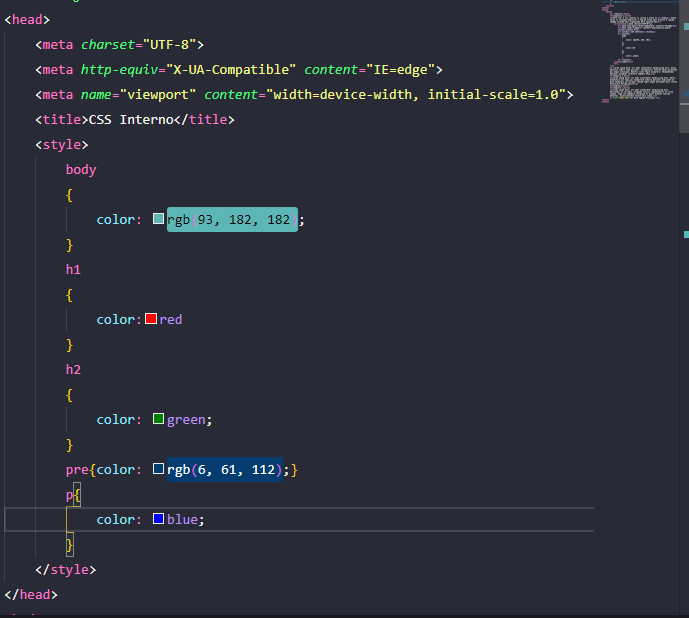 <head>
<meta charset="UTF-8">
<meta http-equiv="X-UA-Compatible" content="IE=edge">
<meta name="viewport" content="width=device-width, initial-scale=1.0">
<title>CSS Interno</title>
<style>
body
{
color: rgb(93, 182, 182);
}
h1
{
color:red
}
h2
{
color: green;
}
pre{color: rgb(6, 61, 112);}
p{
color: blue;
}
</style>
</head>